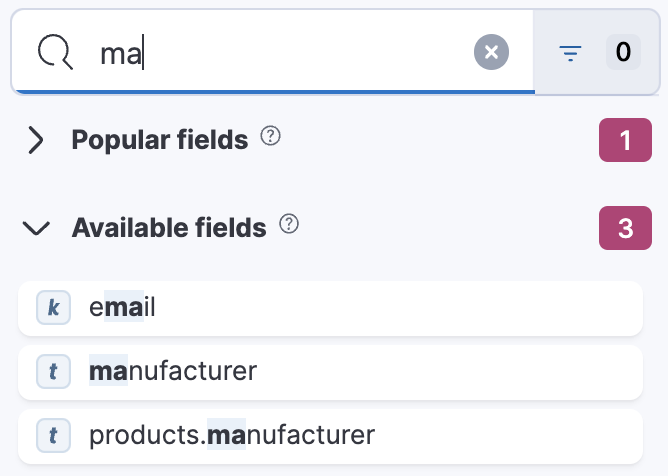 ma 0
Popular fields ? 1
Available fields ? 3
k email
t manufacturer
t products.manufacturer